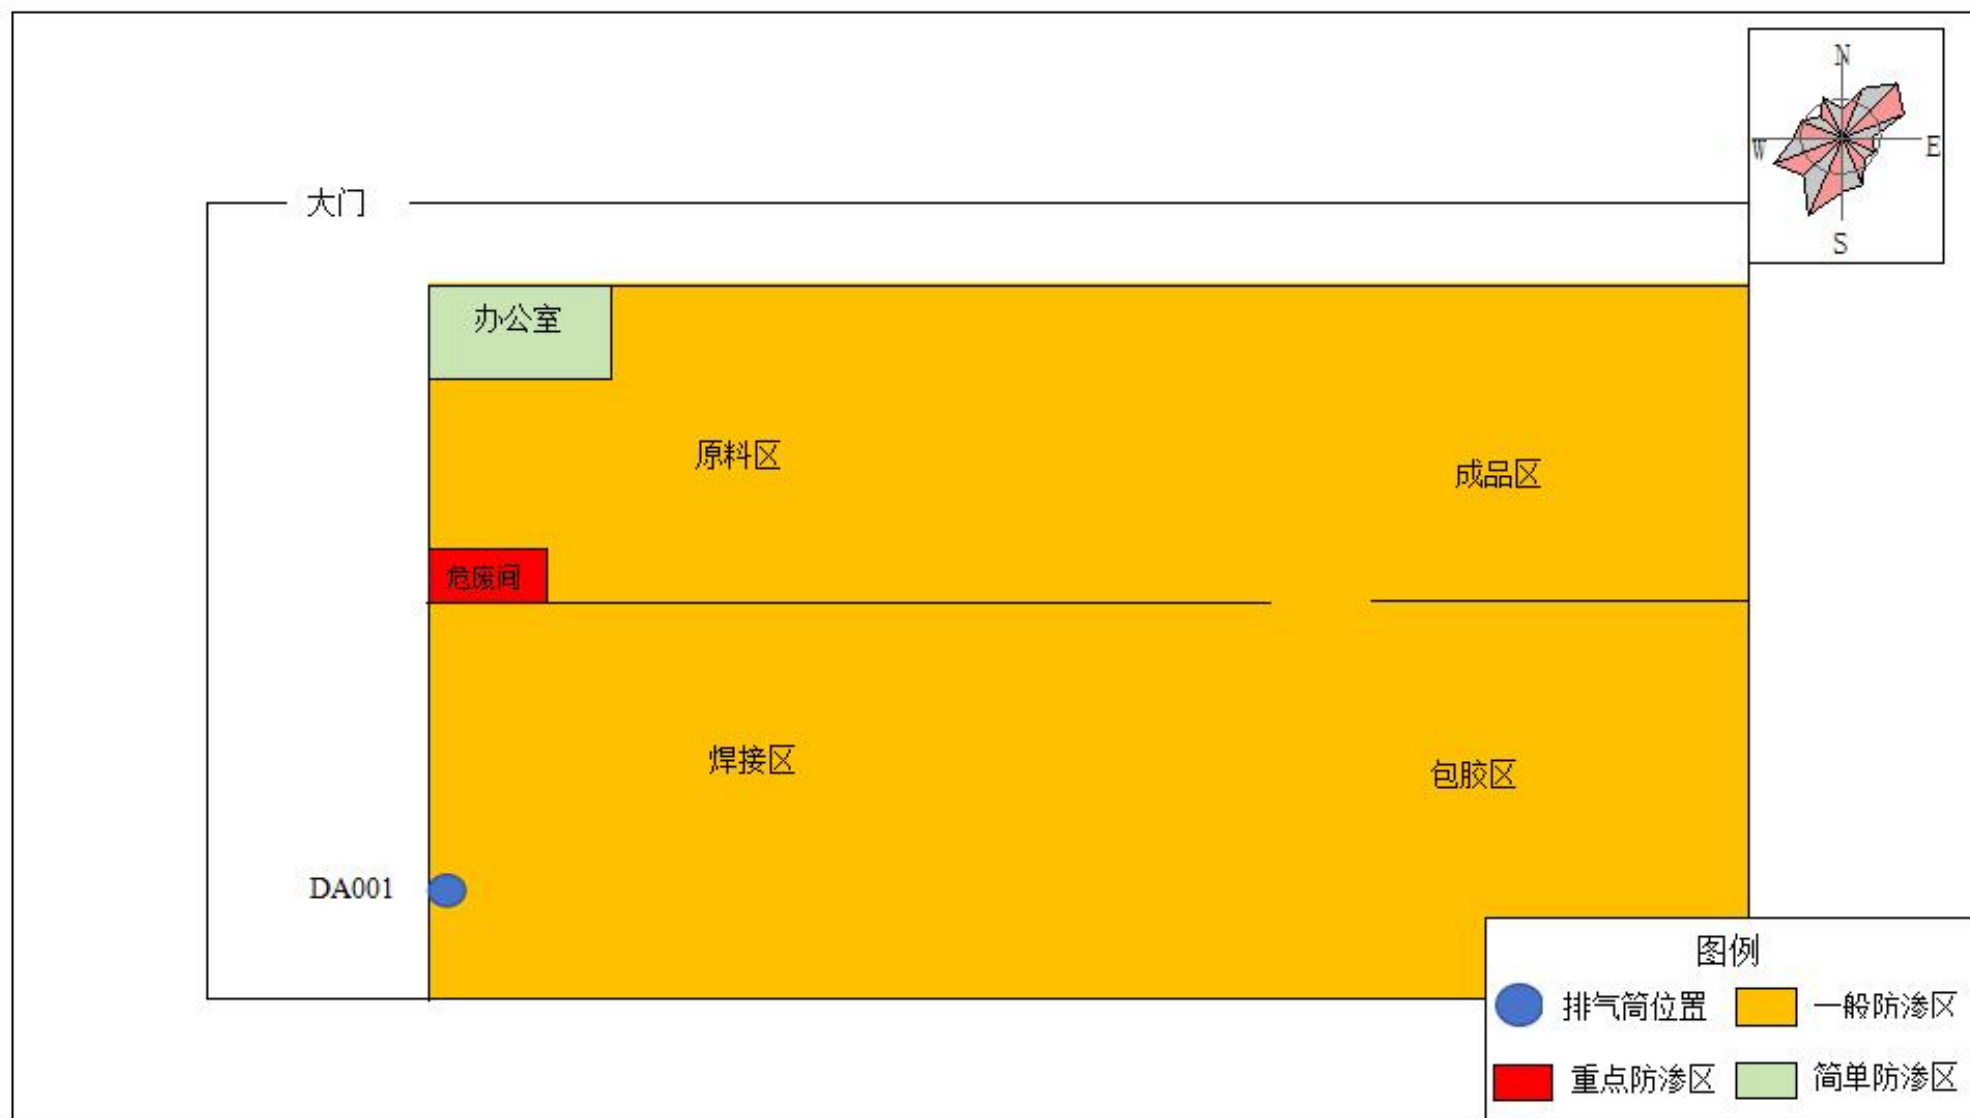 N
W
E
S
大门
办公室
原料区
成品区
危废间
焊接区
包胶区
DA001
图例
排气筒位置
一般防渗区
重点防渗区
简单防渗区